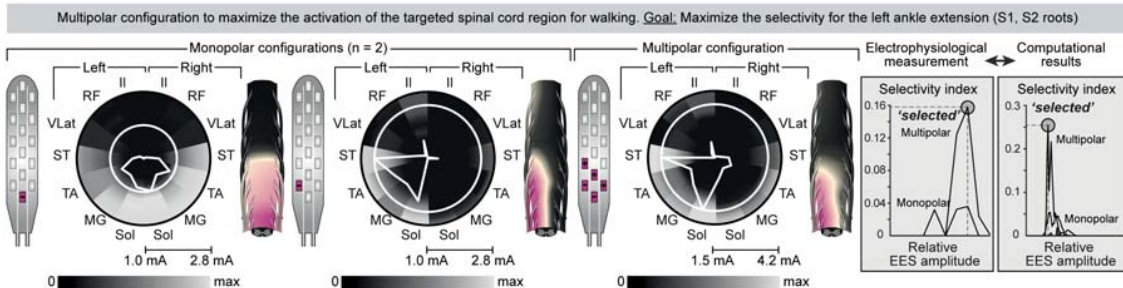 Multipolar configuration to maximize the activation of the targeted spinal cord region for walking. Goal: Maximize the selectivity for the left ankle extension (S1, S2 roots)
Monopolar configurations (n = 2)
Multipolar configuration
Electrophysiological
measurement
Computational
results
Left Right
Il Il
RF RF
VLat VLat
ST ST
TA TA
MG MG
Sol Sol
1.0 mA 2.8 mA
0 max
Left Right
Il Il
RF RF
VLat VLat
ST ST
TA TA
MG MG
Sol Sol
1.0 mA 2.8 mA
0 max
Left Right
Il Il
RF RF
VLat VLat
ST ST
TA TA
MG MG
Sol Sol
1.5 mA 4.2 mA
0 max
Selectivity index
0.16
'selected'
Multipolar
0.12
0.08
Monopolar
0.04
0
Relative
EES amplitude
Selectivity index
0.3
'selected'
Multipolar
0.2
0.1
Monopolar
0
Relative
EES amplitude